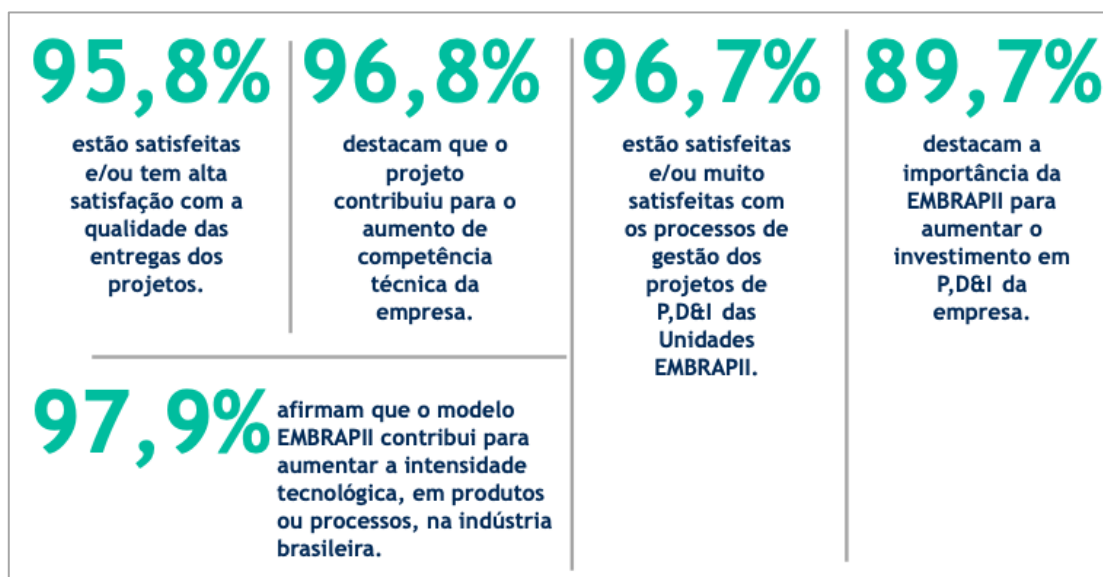 95,8%
estão satisfeitas
e/ou tem alta
satisfação com a
qualidade das
entregas dos
projetos.
96,8%
destacam que o
projeto
contribuiu para o
aumento de
competência
técnica da
empresa.
96,7%
estão satisfeitas
e/ou muito
satisfeitas com
os processos de
gestão dos
projetos de
P,D&I das
Unidades
EMBRAPII.
89,7%
destacam a
importância da
EMBRAPII para
aumentar o
investimento em
P,D&I da
empresa.
97,9%
afirmam que o modelo
EMBRAPII contribui para
aumentar a intensidade
tecnológica, em produtos
ou processos, na indústria
brasileira.